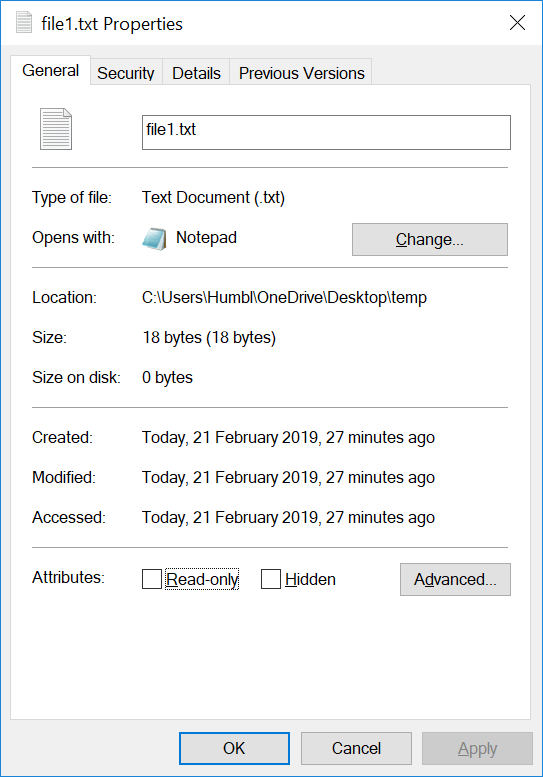 file1.txt Properties
General Security Details Previous Versions
file1.txt
Type of file: Text Document (.txt)
Opens with: Notepad Change...
Location: C:\Users\Humbl\OneDrive\Desktop\temp
Size: 18 bytes (18 bytes)
Size on disk: 0 bytes
Created: Today, 21 February 2019, 27 minutes ago
Modified: Today, 21 February 2019, 27 minutes ago
Accessed: Today, 21 February 2019, 27 minutes ago
Attributes: Read-only Hidden Advanced...
OK Cancel Apply